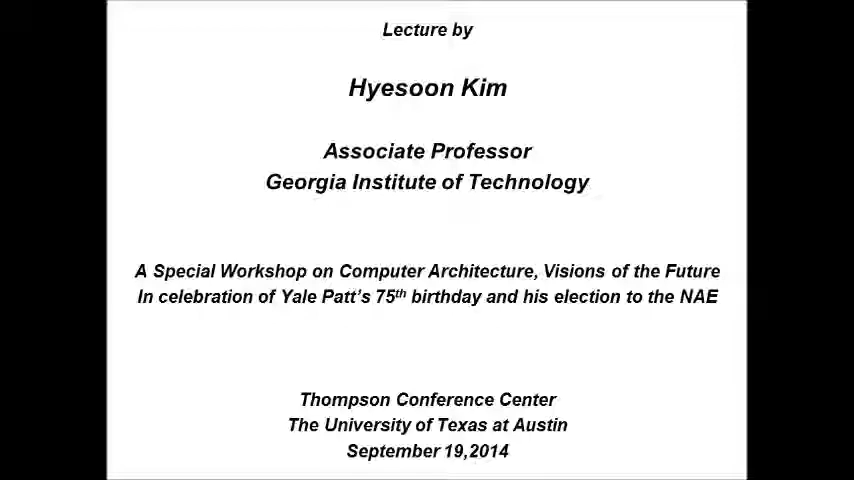 Lecture by
Hyesoon Kim
Associate Professor
Georgia Institute of Technology
A Special Workshop on Computer Architecture, Visions of the Future
In celebration of Yale Patt's 75th birthday and his election to the NAE
Thompson Conference Center
The University of Texas at Austin
September 19,2014